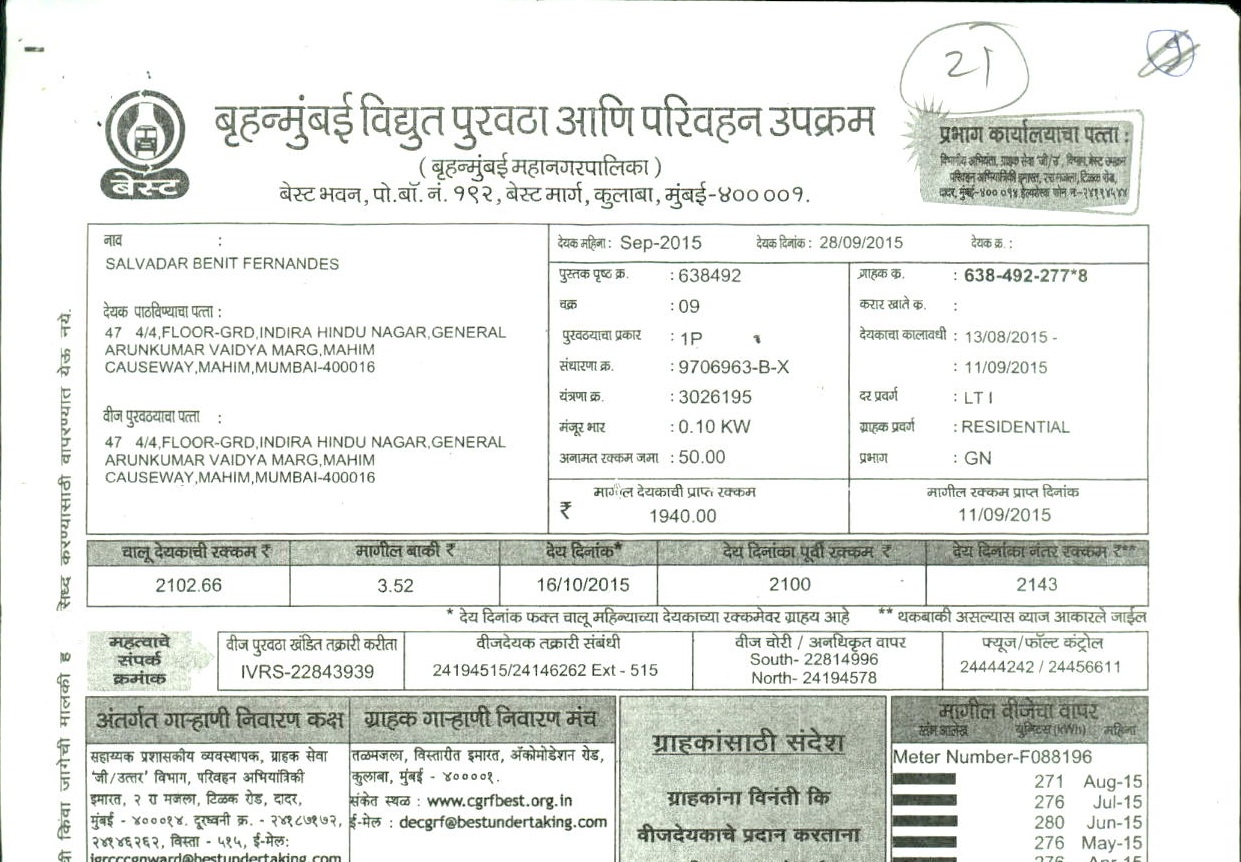 21
बृहन्मुंबई विद्युत पुरवठा आणि परिवहन उपक्रम
( बृहन्मुंबई महानगरपालिका )
बेस्ट भवन, पो.बॉ. नं. १९२, बेस्ट मार्ग, कुलाबा, मुंबई-४०० ००१.
बेस्ट
प्रभाग कार्यालयाचा पत्ता :
विभागीय अभियंता, ग्राहक सेवा 'जी/उ', विभाग, बेस्ट उपक्रम
परिवहन अभियांत्रिकी इमारत, २रा मजला, टिळक रोड,
दादर, मुंबई-४०० ०१४
नाव :
SALVADAR BENIT FERNANDES
देयक पाठविण्याचा पत्ता :
47 4/4,FLOOR-GRD,INDIRA HINDU NAGAR,GENERAL
ARUNKUMAR VAIDYA MARG,MAHIM
CAUSEWAY,MAHIM,MUMBAI-400016
वीज पुरवठयाचा पत्ता :
47 4/4,FLOOR-GRD,INDIRA HINDU NAGAR,GENERAL
ARUNKUMAR VAIDYA MARG,MAHIM
CAUSEWAY,MAHIM,MUMBAI-400016
देयक महिना: Sep-2015 देयक दिनांक: 28/09/2015 देयक क्र. :
पुस्तक पृष्ठ क्र. : 638492 ग्राहक क्र. : 638-492-277*8
चक्र : 09 करार खाते क्र. :
पुरवठयाचा प्रकार : 1P देयकाचा कालावधी : 13/08/2015 -
संधारणा क्र. : 9706963-B-X : 11/09/2015
यंत्रणा क्र. : 3026195 दर प्रवर्ग : LT I
मंजूर भार : 0.10 KW ग्राहक प्रवर्ग : RESIDENTIAL
अनामत रक्कम जमा : 50.00 प्रभाग : GN
मागील देयकाची प्राप्त रक्कम मागील रक्कम प्राप्त दिनांक
₹ 1940.00 11/09/2015
चालू देयकाची रक्कम ₹ मागील बाकी ₹ देय दिनांक* देय दिनांका पूर्वी रक्कम ₹ देय दिनांका नंतर रक्कम ₹**
2102.66 3.52 16/10/2015 2100 2143
* देय दिनांक फक्त चालू महिन्याच्या देयकाच्या रक्कमेवर ग्राहय आहे ** थकबाकी असल्यास व्याज आकारले जाईल
महत्वाचे
संपर्क
क्रमांक
वीज पुरवठा खंडित तक्रारी करीता
IVRS-22843939
वीजदेयक तक्रारी संबंधी
24194515/24146262 Ext - 515
वीज चोरी / अनधिकृत वापर
South- 22814996
North- 24194578
फ्यूज/फॉल्ट कंट्रोल
24444242 / 24456611
अंतर्गत गाऱ्हाणी निवारण कक्ष
सहाय्यक प्रशासकीय व्यवस्थापक, ग्राहक सेवा
'जी/उत्तर' विभाग, परिवहन अभियांत्रिकी
इमारत, २ रा मजला, टिळक रोड, दादर,
मुंबई - ४०००१४. दूरध्वनी क्र. - २४१८७१७२,
२४१४६२६२, विस्ता - ५१५, ई-मेल:
igrcccgnward@bestundertaking.com
ग्राहक गाऱ्हाणी निवारण मंच
तळमजला, विस्तारीत इमारत, अॅकोमोडेशन रोड,
कुलाबा, मुंबई - ४००००१.
संकेत स्थळ : www.cgrfbest.org.in
ई-मेल : decgrf@bestundertaking.com
ग्राहकांसाठी संदेश
ग्राहकांना विनंती कि
वीजदेयकाचे प्रदान करताना
मागील वीजेचा वापर
स्तंभ आलेख युनिटस(kWh) महिना
Meter Number-F088196
271 Aug-15
276 Jul-15
280 Jun-15
276 May-15
276 Apr-15
सिध्द करण्यासाठी वापरण्यात येऊ नये.
किंवा जागेची मालकी ह